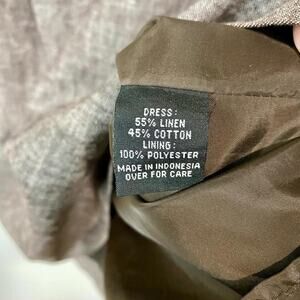 DRESS:
55% LINEN
45% COTTON
LINING:
100% POLYESTER
MADE IN INDONESIA
OVER FOR CARE